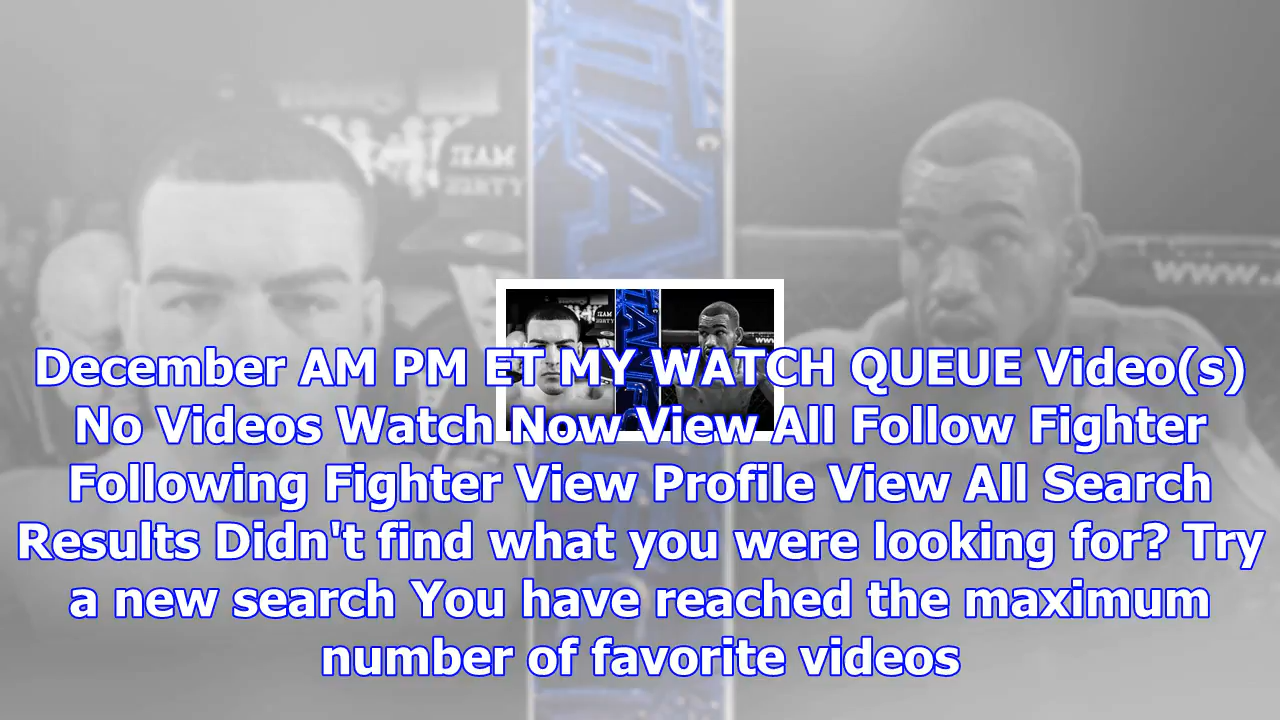 TEAM
December AM PM ET MY WATCH QUEUE Video(s)
No Videos Watch Now View All Follow Fighter
Following Fighter View Profile View All Search
Results Didn't find what you were looking for? Try
a new search You have reached the maximum
number of favorite videos
www.